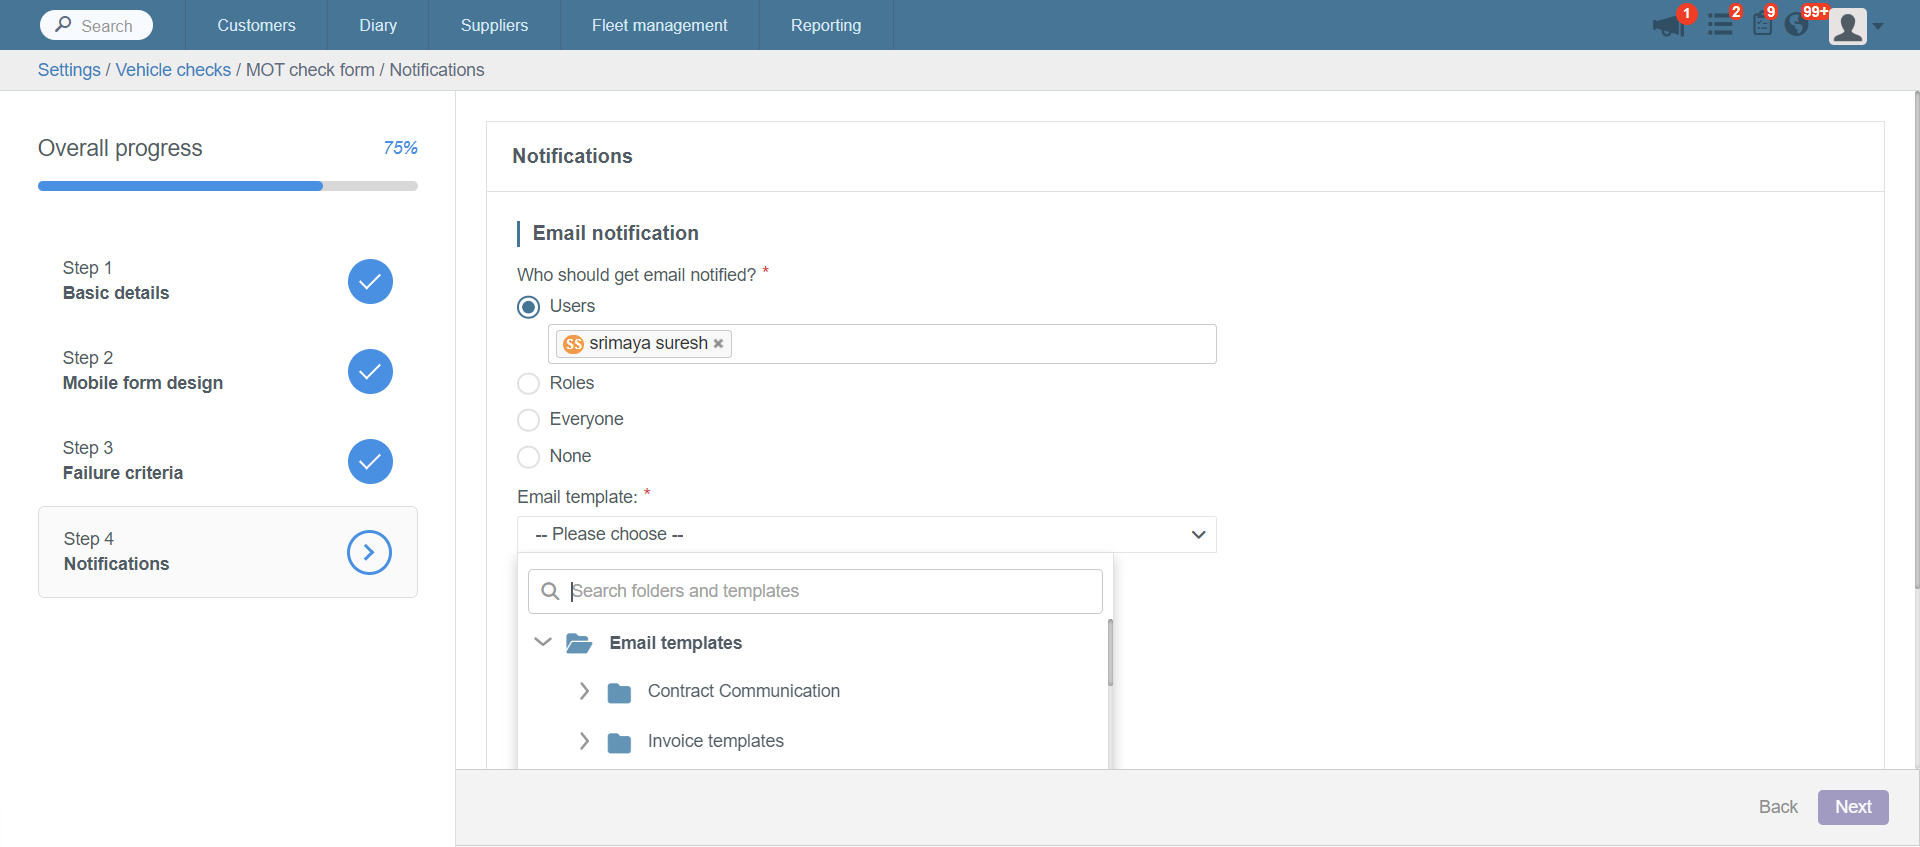 Search
Customers
Diary
Suppliers
Fleet management
Reporting
1
2
9
99+
Settings / Vehicle checks / MOT check form / Notifications
Overall progress
75%
Step 1
Basic details
Step 2
Mobile form design
Step 3
Failure criteria
Step 4
Notifications
Notifications
Email notification
Who should get email notified? *
Users
SS srimaya suresh ×
Roles
Everyone
None
Email template: *
-- Please choose --
Search folders and templates
Email templates
Contract Communication
Invoice templates
Back
Next